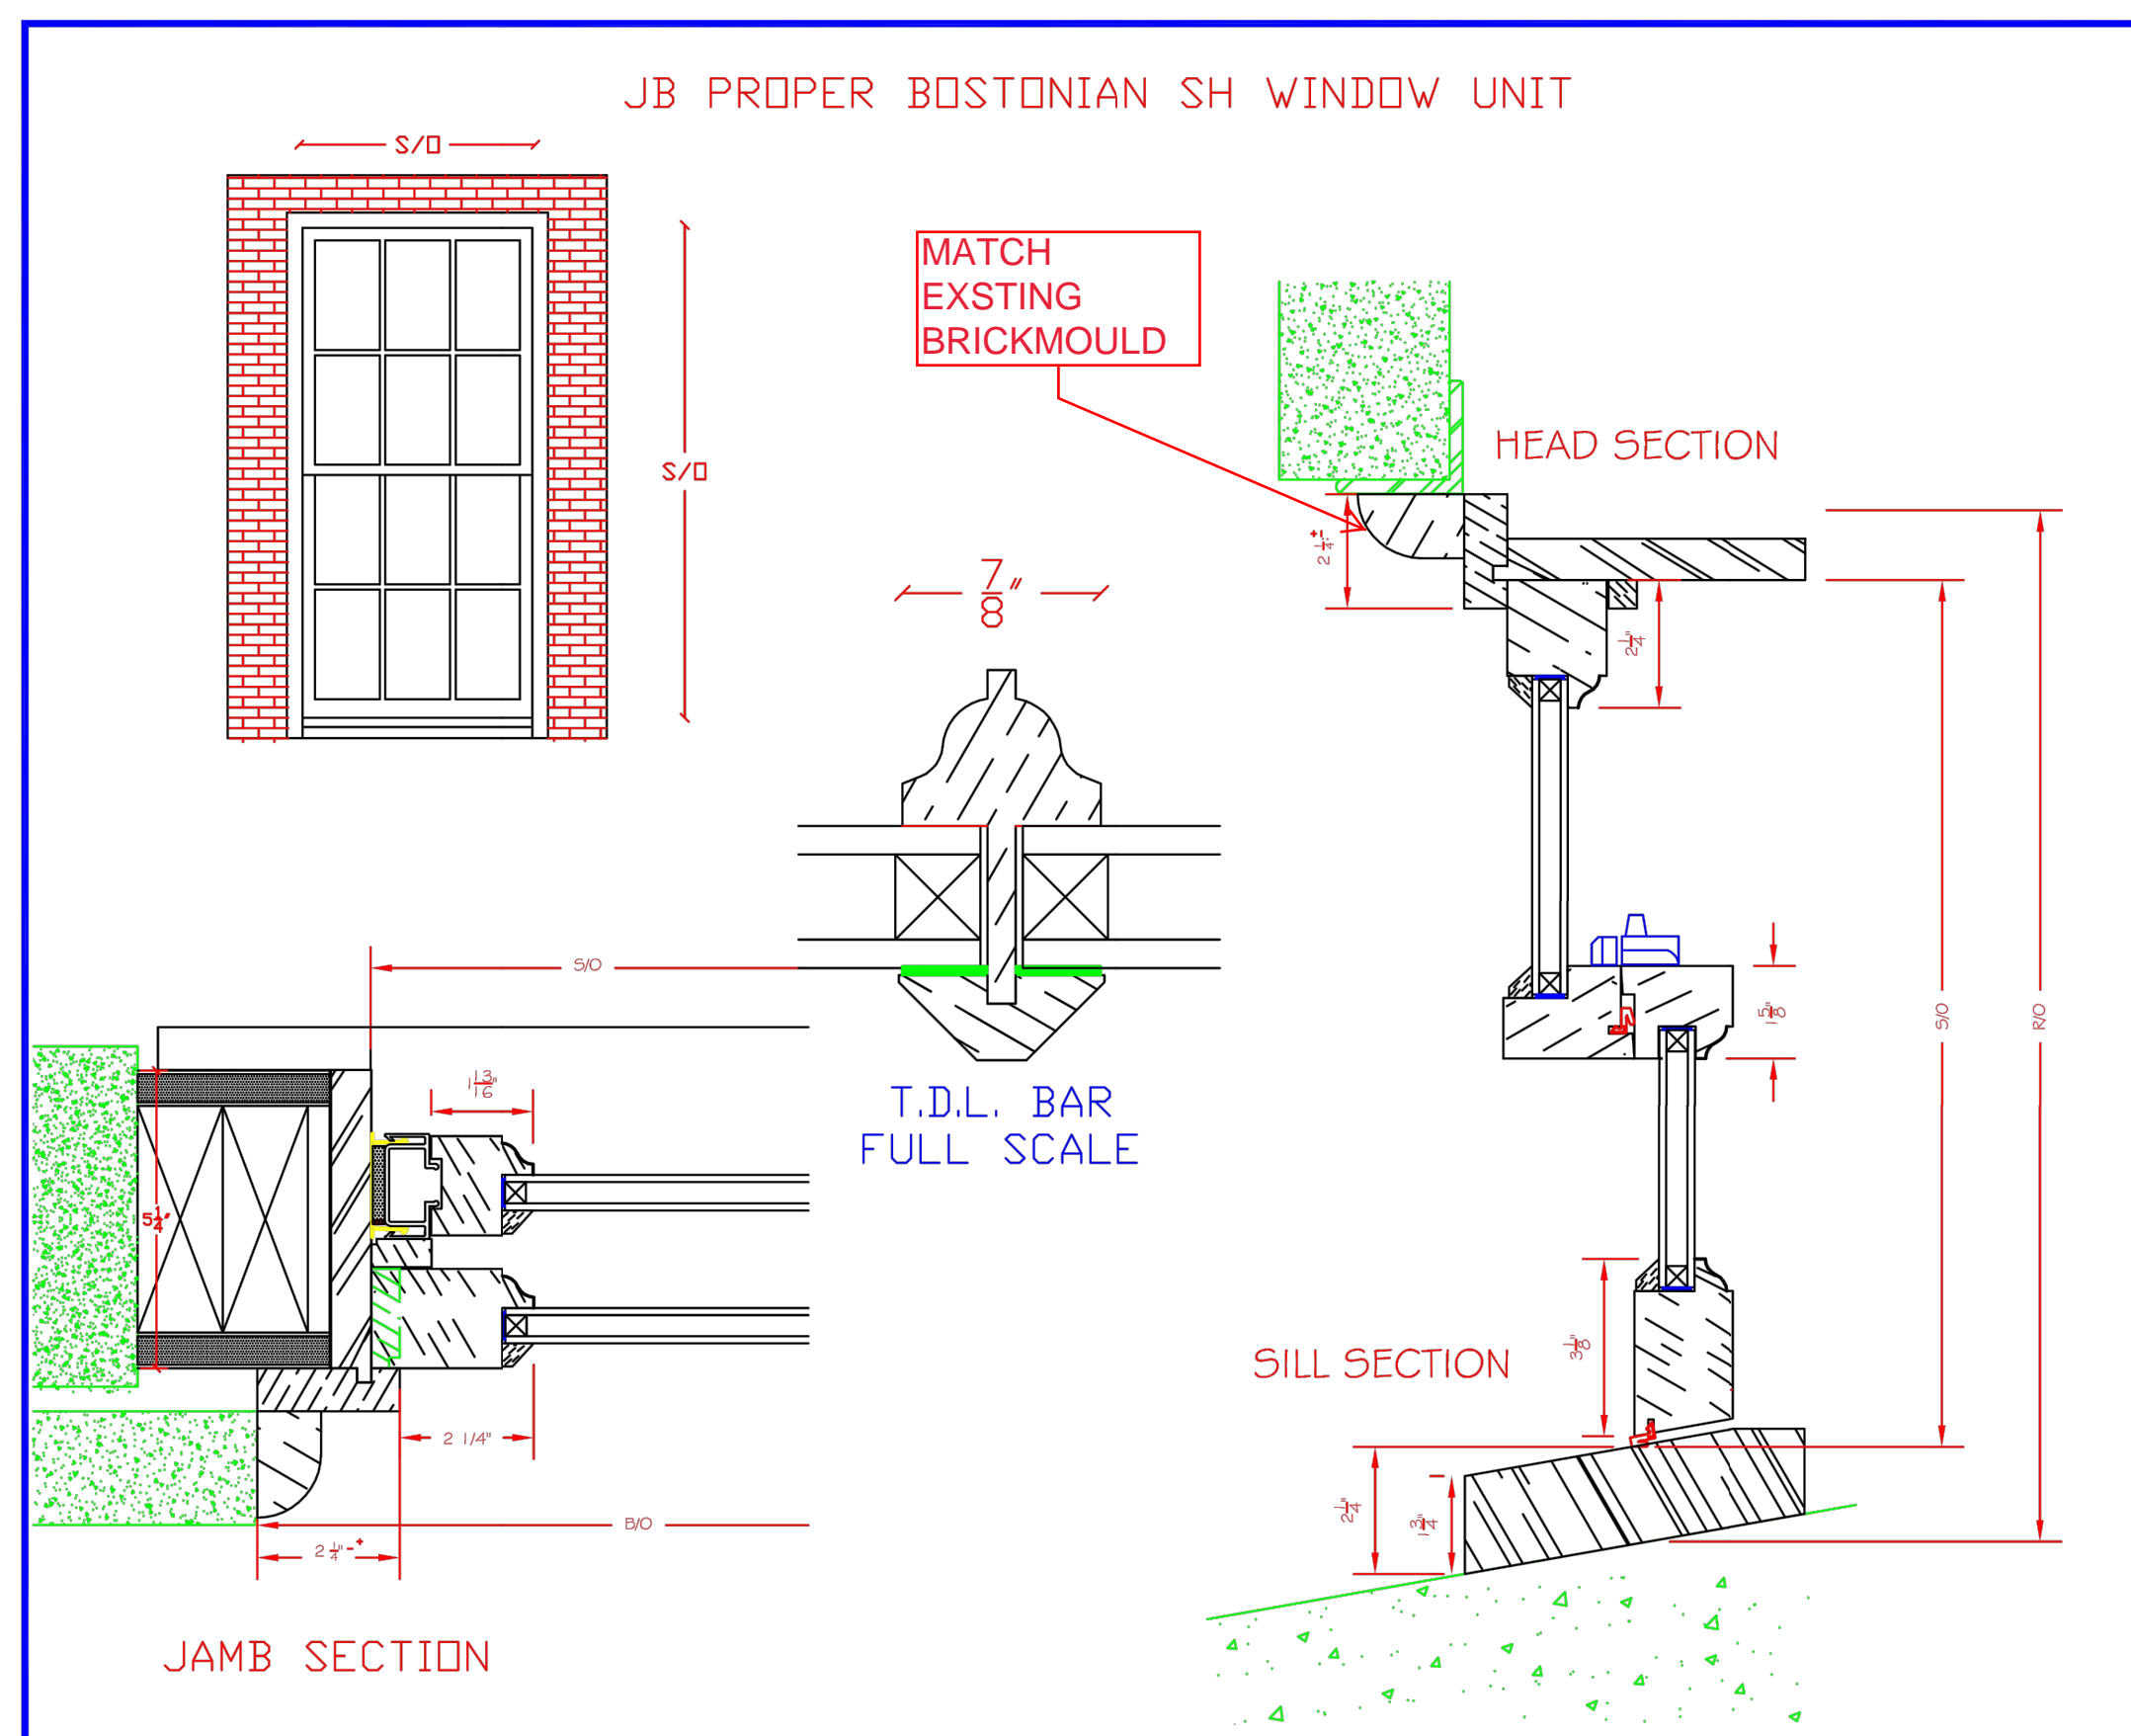 JB PROPER BOSTONIAN SH WINDOW UNIT
S/O
S/O
MATCH
EXSTING
BRICKMOULD
HEAD SECTION
2 1/4" +-
2 1/4"
7/8"
T.D.L. BAR
FULL SCALE
S/O
1 13/16"
5 1/4"
2 1/4"
B/O
2 1/4" -+
JAMB SECTION
1 5/8"
S/O
R/O
3 1/8"
SILL SECTION
2 1/4"
1 3/4"